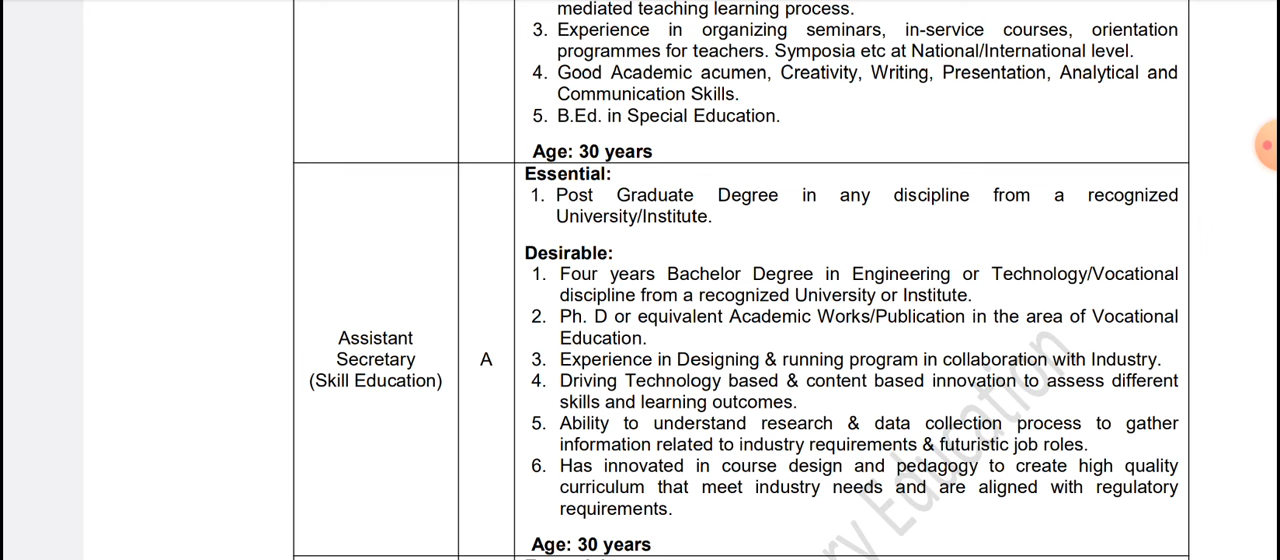 mediated teaching learning process.
3. Experience in organizing seminars, in-service courses, orientation
programmes for teachers. Symposia etc at National/International level.
4. Good Academic acumen, Creativity, Writing, Presentation, Analytical and
Communication Skills.
5. B.Ed. in Special Education.
Age: 30 years
Assistant
Secretary
(Skill Education)
A
Essential:
1. Post Graduate Degree in any discipline from a recognized
University/Institute.
Desirable:
1. Four years Bachelor Degree in Engineering or Technology/Vocational
discipline from a recognized University or Institute.
2. Ph. D or equivalent Academic Works/Publication in the area of Vocational
Education.
3. Experience in Designing & running program in collaboration with Industry.
4. Driving Technology based & content based innovation to assess different
skills and learning outcomes.
5. Ability to understand research & data collection process to gather
information related to industry requirements & futuristic job roles.
6. Has innovated in course design and pedagogy to create high quality
curriculum that meet industry needs and are aligned with regulatory
requirements.
Age: 30 years
Education